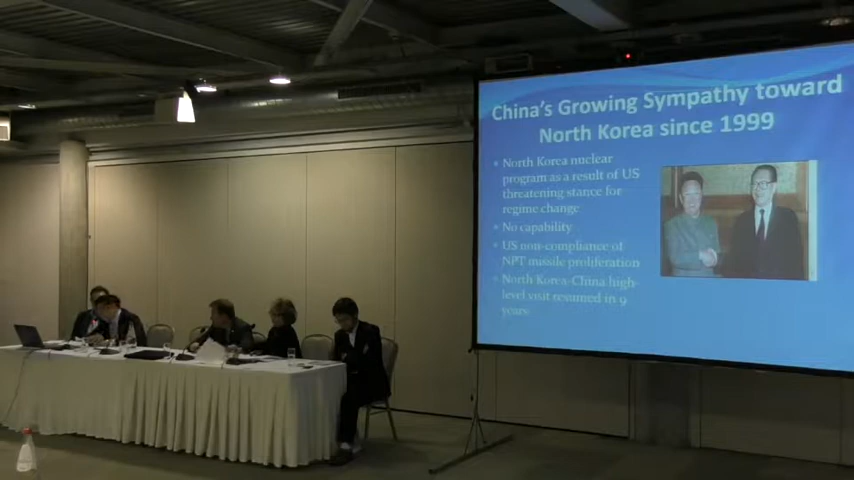 China's Growing Sympathy toward
North Korea since 1999
North Korea nuclear
program as a result of US
threatening stance for
regime change
No capability
US non-compliance of
NPT missile proliferation
North Korea-China high-
level visit resumed in 9
years